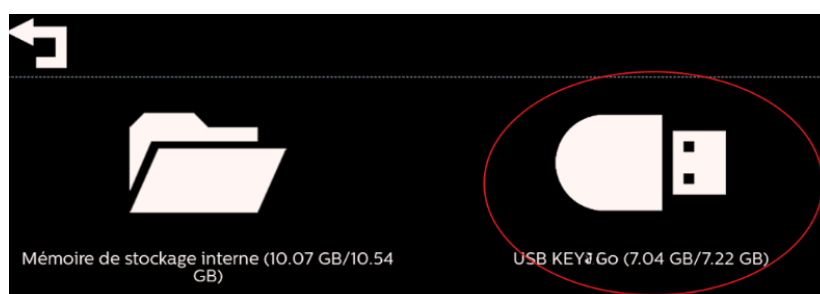 Mémoire de stockage interne (10.07 GB/10.54
GB)
USB KEY Go (7.04 GB/7.22 GB)